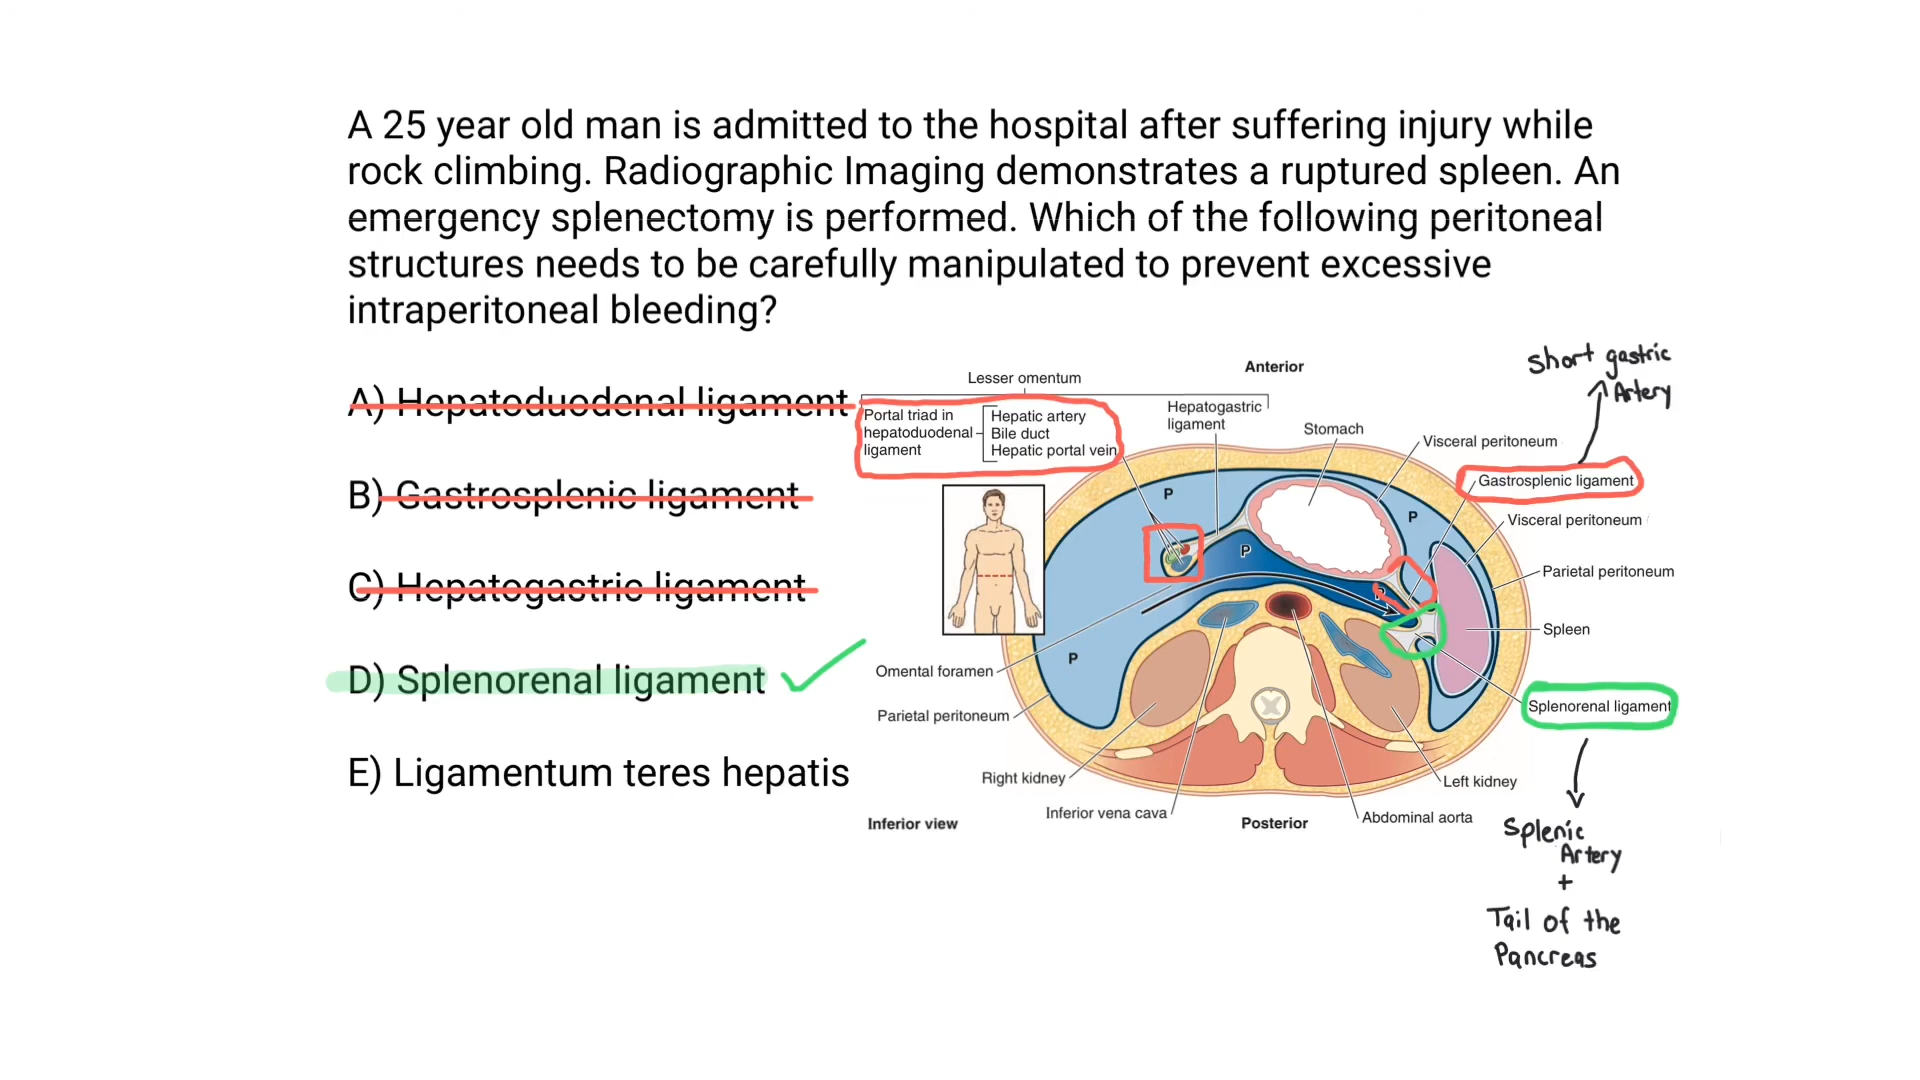 A 25 year old man is admitted to the hospital after suffering injury while
rock climbing. Radiographic Imaging demonstrates a ruptured spleen. An
emergency splenectomy is performed. Which of the following peritoneal
structures needs to be carefully manipulated to prevent excessive
intraperitoneal bleeding?
A) Hepatoduodenal ligament
B) Gastrosplenic ligament
C) Hepatogastric ligament
D) Splenorenal ligament
E) Ligamentum teres hepatis
Short gastric
Artery
Anterior
Lesser omentum
Portal triad in
hepatoduodenal
ligament
Hepatic artery
Bile duct
Hepatic portal vein
Hepatogastric
ligament
Stomach
Visceral peritoneum
Gastrosplenic ligament
Visceral peritoneum
Parietal peritoneum
Spleen
Splenorenal ligament
P
P
P
P
P
Omental foramen
Parietal peritoneum
Right kidney
Inferior vena cava
Inferior view
Posterior
Abdominal aorta
Left kidney
Splenic
Artery
+
Tail of the
Pancreas